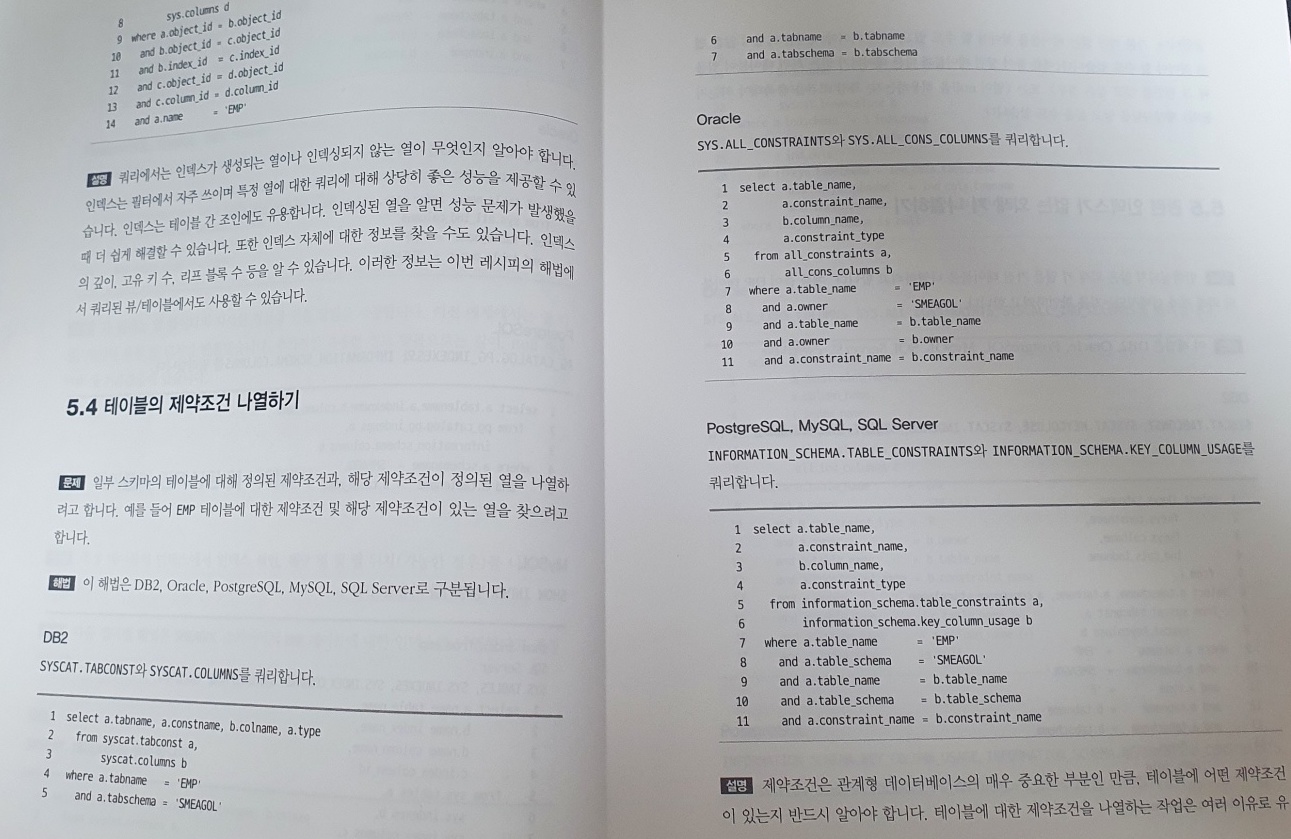 8 sys.columns d
9 where a.object_id = b.object_id
10 and b.object_id = c.object_id
11 and b.index_id = c.index_id
12 and c.object_id = d.object_id
13 and c.column_id = d.column_id
14 and a.name = 'EMP'
설명 쿼리에서는 인덱스가 생성되는 열이나 인덱싱되지 않는 열이 무엇인지 알아야 합니다.
인덱스는 필터에서 자주 쓰이며 특정 열에 대한 쿼리에 대해 상당히 좋은 성능을 제공할 수 있
습니다. 인덱스는 테이블 간 조인에도 유용합니다. 인덱싱된 열을 알면 성능 문제가 발생했을
때 더 쉽게 해결할 수 있습니다. 또한 인덱스 자체에 대한 정보를 찾을 수도 있습니다. 인덱스
의 깊이, 고유 키 수, 리프 블록 수 등을 알 수 있습니다. 이러한 정보는 이번 레시피의 해법에
서 쿼리된 뷰/테이블에서도 사용할 수 있습니다.
5.4 테이블의 제약조건 나열하기
문제 일부 스키마의 테이블에 대해 정의된 제약조건과, 해당 제약조건이 정의된 열을 나열하
려고 합니다. 예를 들어 EMP 테이블에 대한 제약조건 및 해당 제약조건이 있는 열을 찾으려고
합니다.
해법 이 해법은 DB2, Oracle, PostgreSQL, MySQL, SQL Server로 구분됩니다.
DB2
SYSCAT.TABCONST와 SYSCAT.COLUMNS를 쿼리합니다.
1 select a.tabname, a.constname, b.colname, a.type
2 from syscat.tabconst a,
3 syscat.columns b
4 where a.tabname = 'EMP'
5 and a.tabschema = 'SMEAGOL'
6 and a.tabname = b.tabname
7 and a.tabschema = b.tabschema
Oracle
SYS.ALL_CONSTRAINTS와 SYS.ALL_CONS_COLUMNS를 쿼리합니다.
1 select a.table_name,
2 a.constraint_name,
3 b.column_name,
4 a.constraint_type
5 from all_constraints a,
6 all_cons_columns b
7 where a.table_name = 'EMP'
8 and a.owner = 'SMEAGOL'
9 and a.table_name = b.table_name
10 and a.owner = b.owner
11 and a.constraint_name = b.constraint_name
PostgreSQL, MySQL, SQL Server
INFORMATION_SCHEMA.TABLE_CONSTRAINTS와 INFORMATION_SCHEMA.KEY_COLUMN_USAGE를
쿼리합니다.
1 select a.table_name,
2 a.constraint_name,
3 b.column_name,
4 a.constraint_type
5 from information_schema.table_constraints a,
6 information_schema.key_column_usage b
7 where a.table_name = 'EMP'
8 and a.table_schema = 'SMEAGOL'
9 and a.table_name = b.table_name
10 and a.table_schema = b.table_schema
11 and a.constraint_name = b.constraint_name
설명 제약조건은 관계형 데이터베이스의 매우 중요한 부분인 만큼, 테이블에 어떤 제약조건
이 있는지 반드시 알아야 합니다. 테이블에 대한 제약조건을 나열하는 작업은 여러 이유로 유